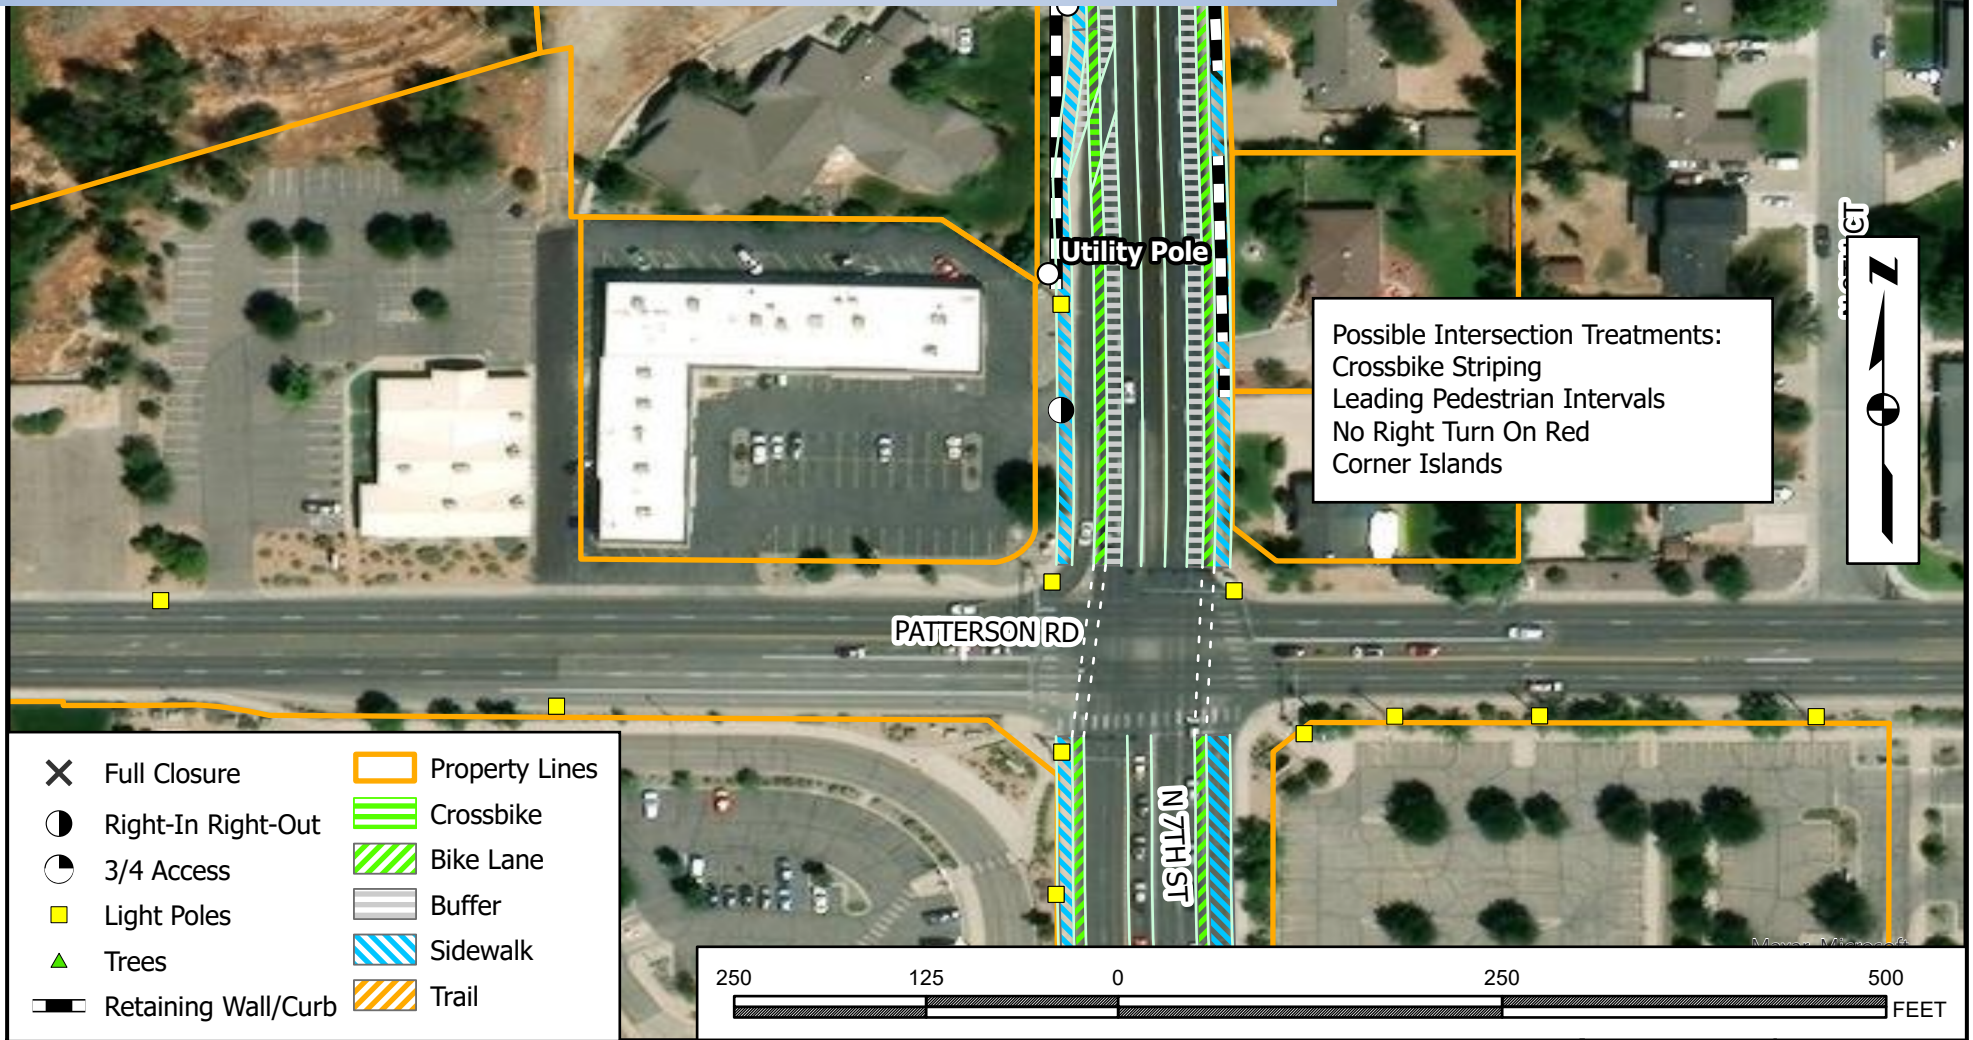 Utility Pole
N
Possible Intersection Treatments:
Crossbike Striping
Leading Pedestrian Intervals
No Right Turn On Red
Corner Islands
PATTERSON RD
N 7TH ST
Full Closure
Right-In Right-Out
3/4 Access
Light Poles
Trees
Retaining Wall/Curb
Property Lines
Crossbike
Bike Lane
Buffer
Sidewalk
Trail
250 125 0 250 500
FEET